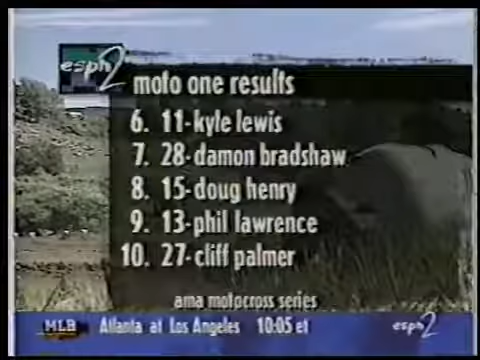 espn2
moto one results
6. 11-kyle lewis
7. 28-damon bradshaw
8. 15-doug henry
9. 13-phil lawrence
10. 27-cliff palmer
ama motocross series
MLB Atlanta at Los Angeles 10:05 et espn2